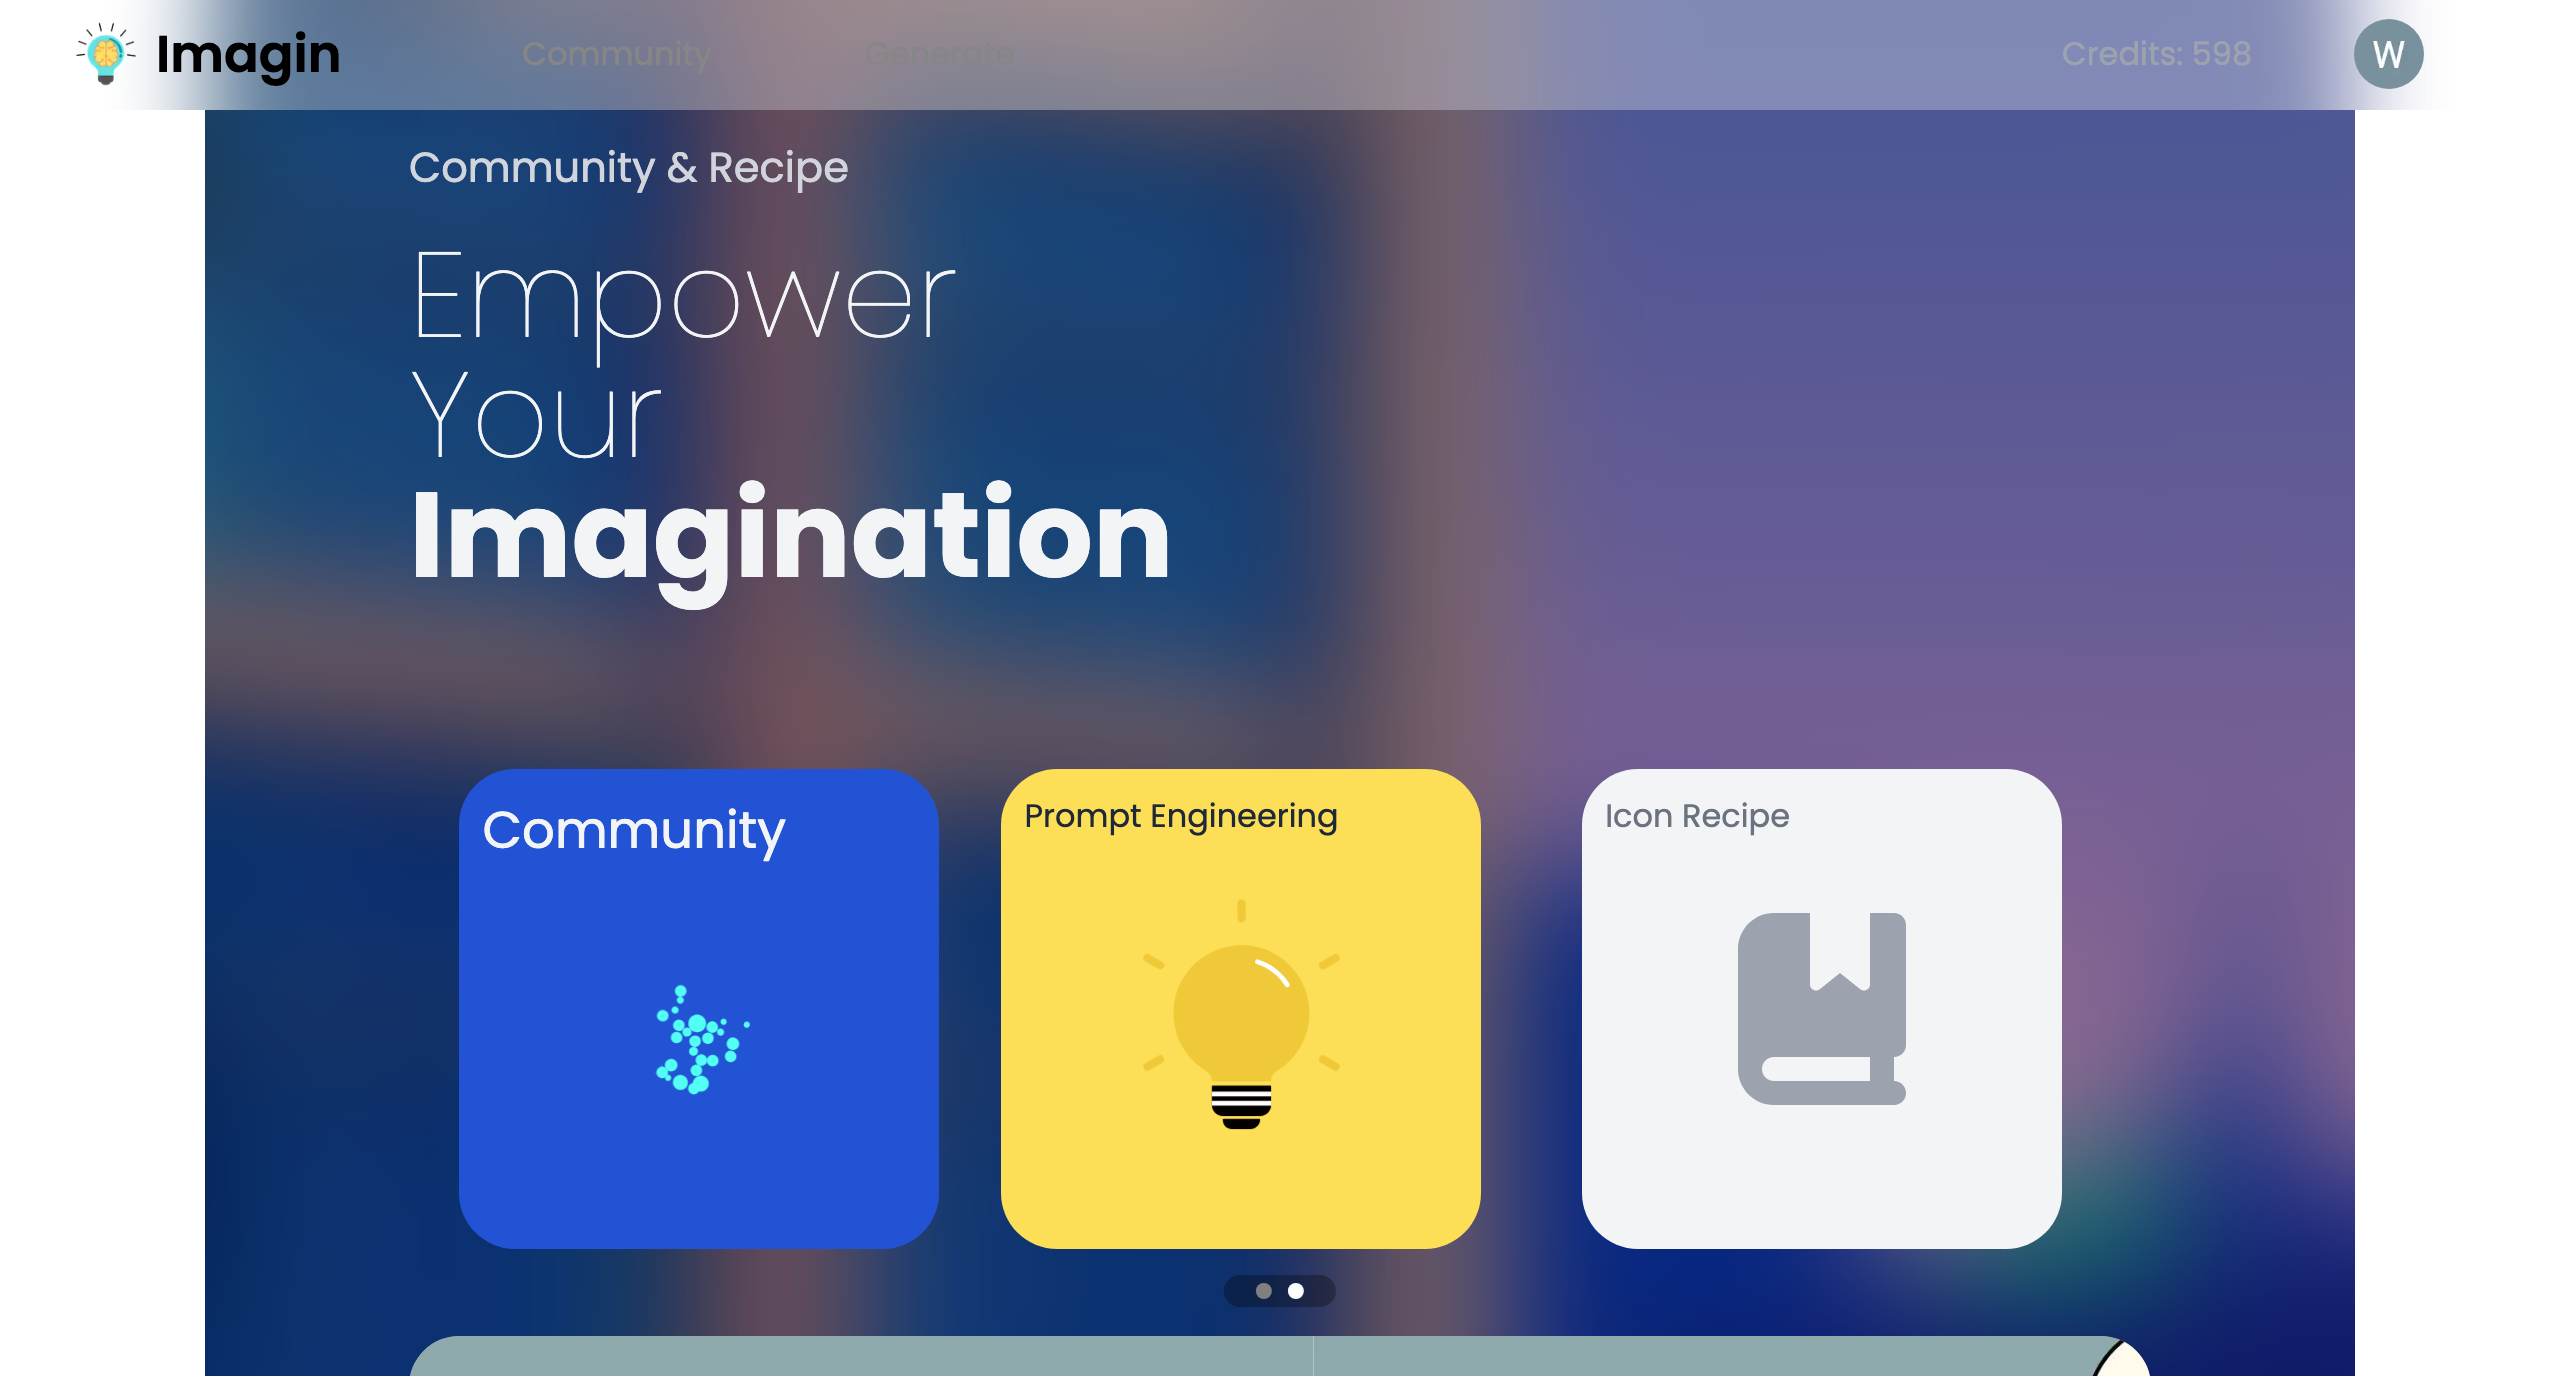 Imagin
Community
Generate
Credits: 598
W
Community & Recipe
Empower
Your
Imagination
Community
Prompt Engineering
Icon Recipe